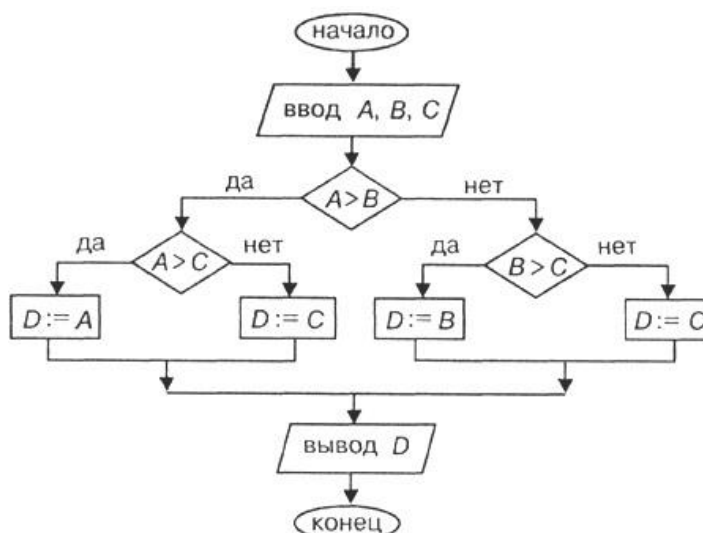 начало
ввод A, B, C
да
A > B
нет
да
A > C
нет
да
B > C
нет
D := A
D := C
D := B
D := C
вывод D
конец